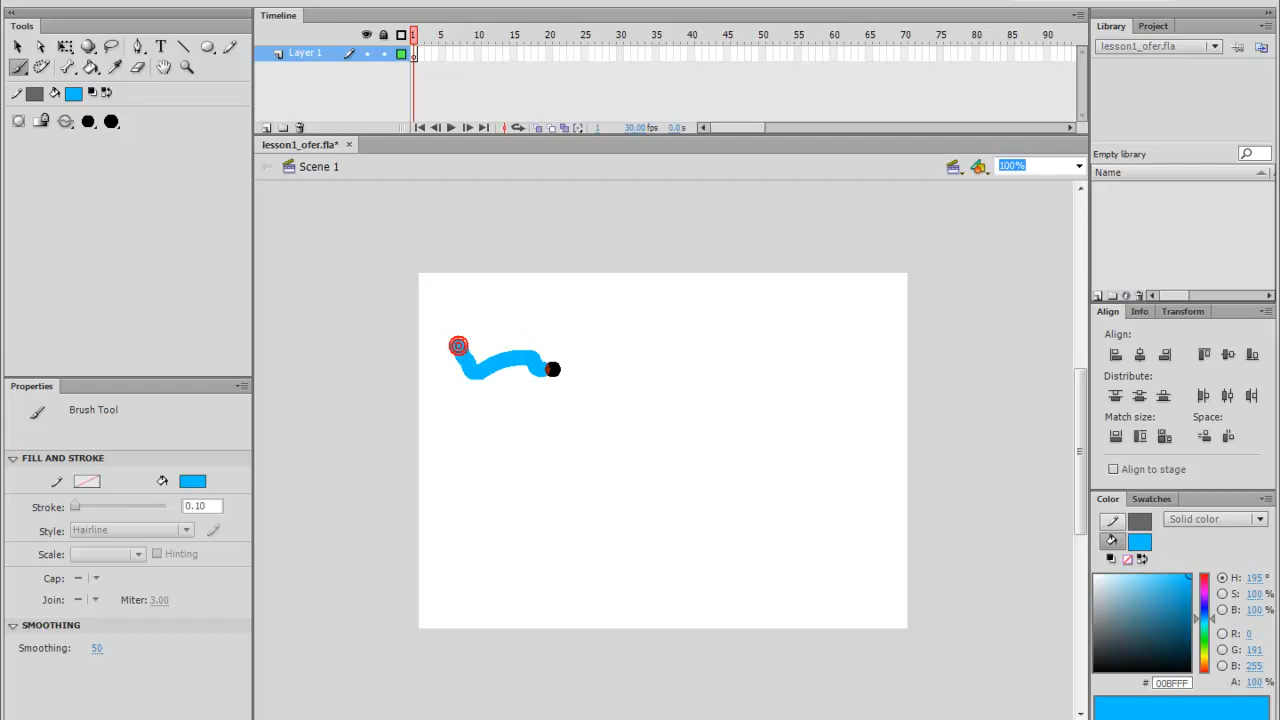 Tools
Timeline
1 5 10 15 20 25 30 35 40 45 50 55 60 65 70 75 80 85 90
Layer 1
1 30.00 fps 0.0 s
lesson1_ofer.fla* ×
Scene 1
100%
Library Project
lesson1_ofer.fla
Empty library
Name
Align Info Transform
Align:
Distribute:
Match size: Space:
Align to stage
Color Swatches
Solid color
H: 195 °
S: 100 %
B: 100 %
R: 0
G: 191
B: 255
# 00BFFF A: 100 %
Properties
Brush Tool
FILL AND STROKE
Stroke: 0.10
Style: Hairline
Scale: Hinting
Cap:
Join: Miter: 3.00
SMOOTHING
Smoothing: 50